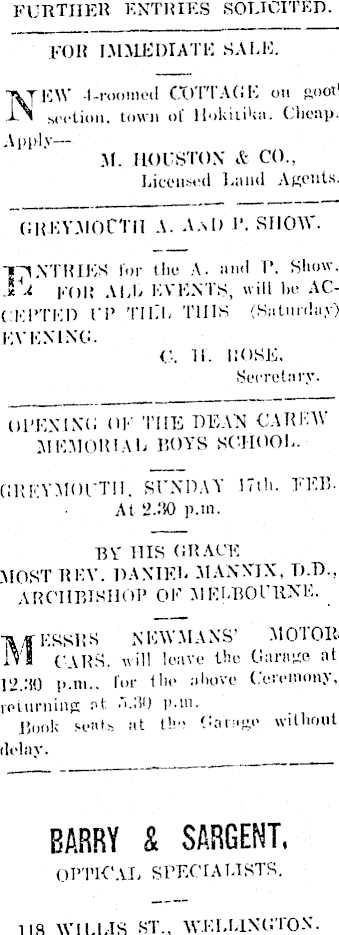 FURTHER ENTRIES SOLICITED.
FOR IMMEDIATE SALE.
NEW 4-roomed COTTAGE on good
section, town of Hokitika. Cheap.
Apply—
M. HOUSTON & CO.,
Licensed Land Agents.
GREYMOUTH A. AND P. SHOW.
ENTRIES for the A. and P. Show.
FOR ALL EVENTS, will be AC-
CEPTED UP TILL THIS (Saturday)
EVENING.
C. H. ROSE,
Secretary.
OPENING OF THE DEAN CAREW
MEMORIAL BOYS SCHOOL.
GREYMOUTH, SUNDAY 17th. FEB.
At 2.30 p.m.
BY HIS GRACE
MOST REV. DANIEL MANNIX, D.D.,
ARCHBISHOP OF MELBOURNE.
MESSRS NEWMANS' MOTOR
CARS. will leave the Garage at
12.30 p.m.. for the above Ceremony,
returning at 5.30 p.m.
Book seats at the Garage without
delay.
BARRY & SARGENT,
OPTICAL SPECIALISTS.
118 WILLIS ST., WELLINGTON.